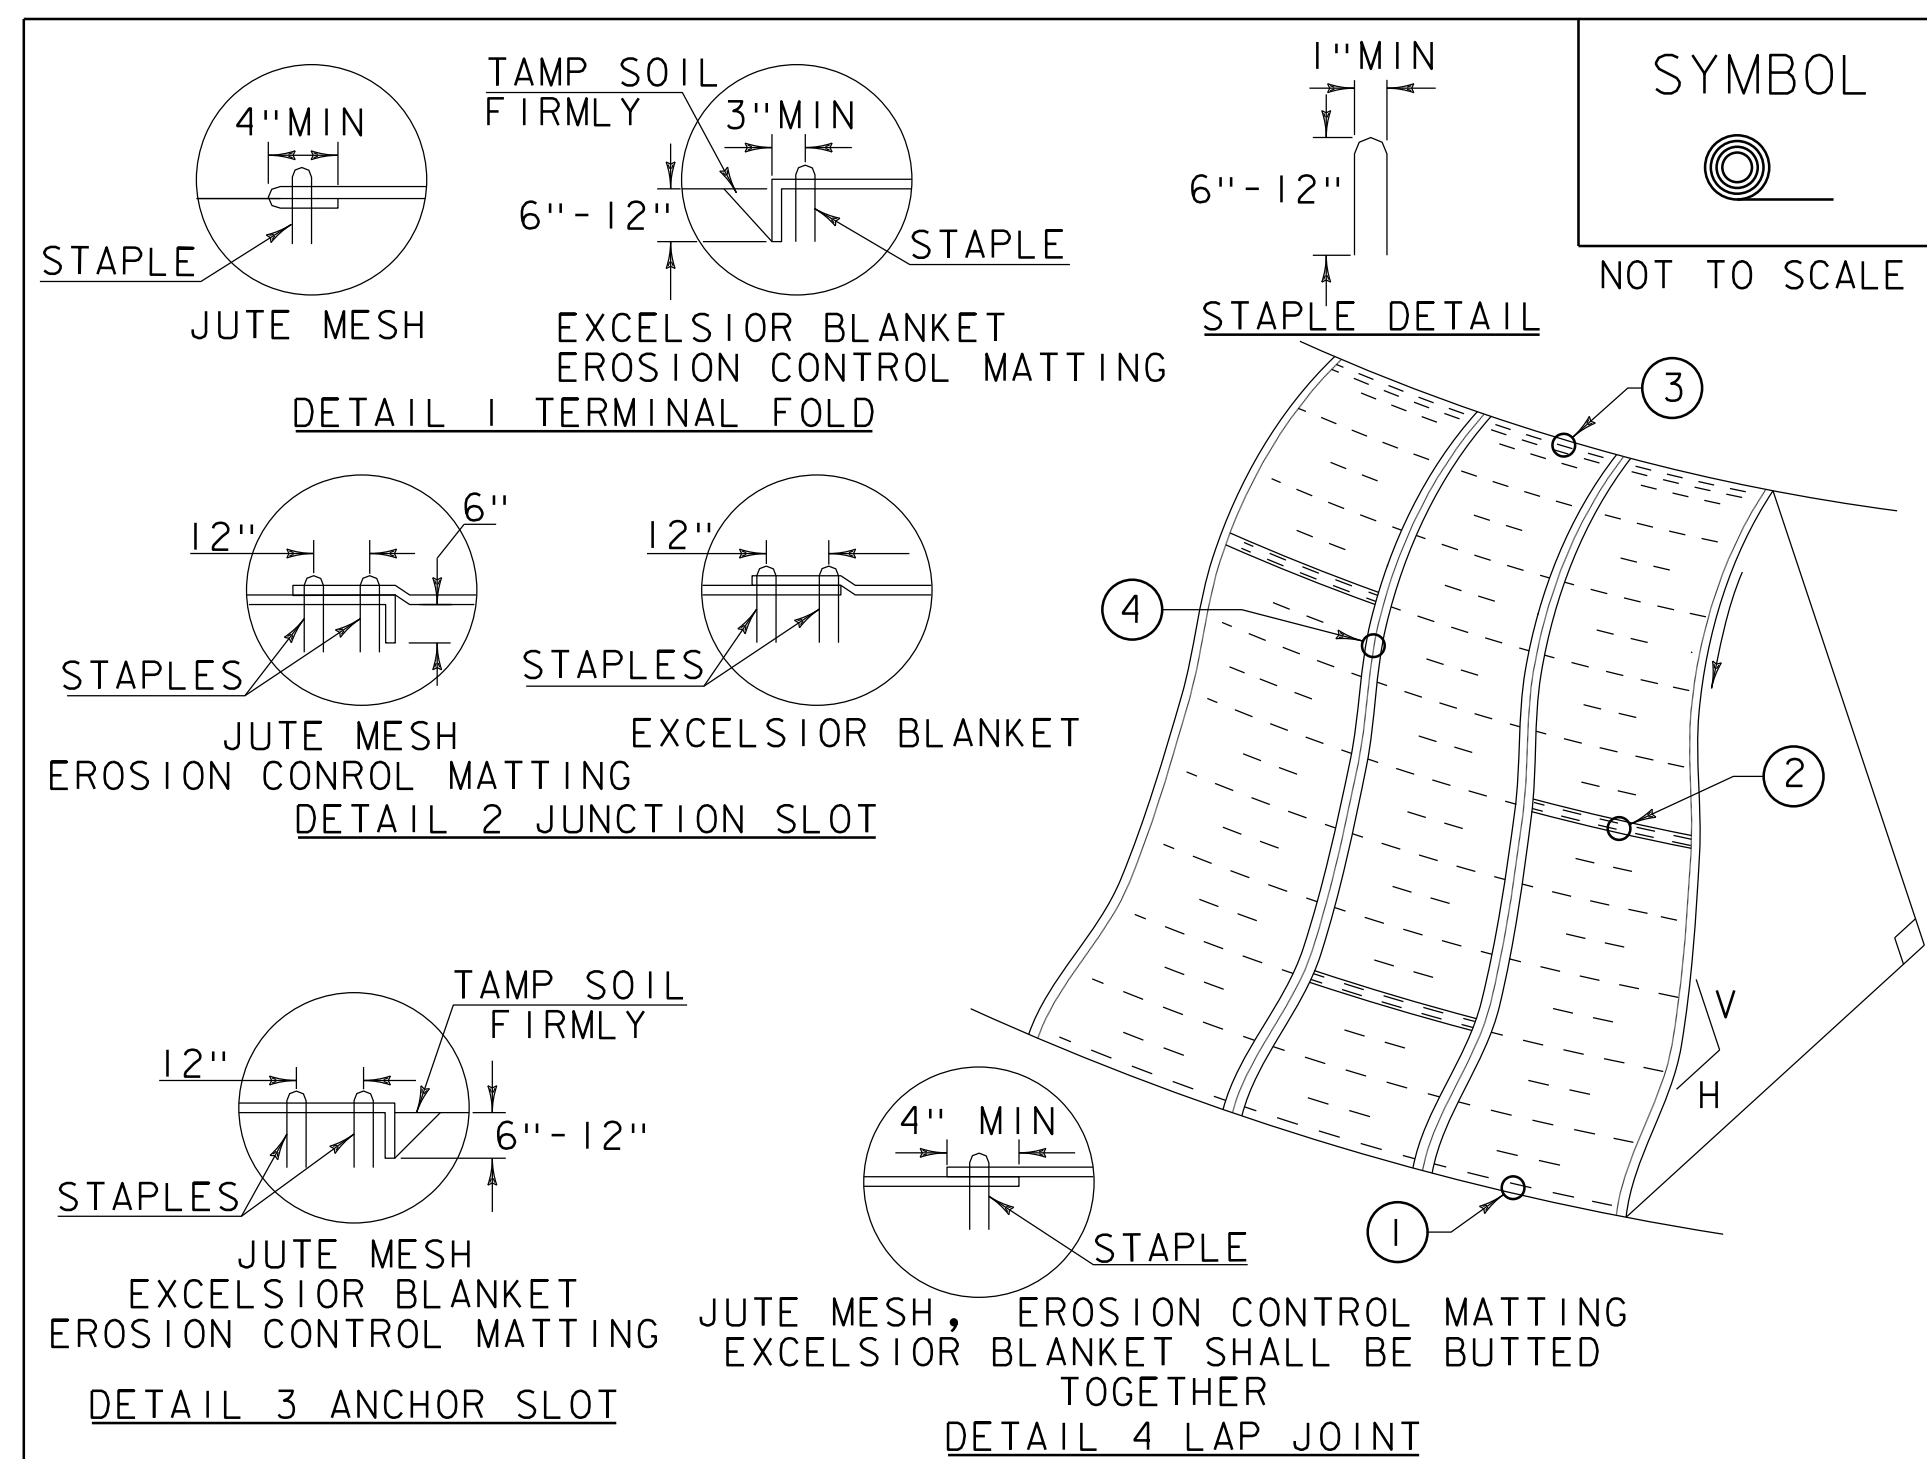 TAMP SOIL
FIRMLY
4"MIN
3"MIN
6"-12"
STAPLE
STAPLE
JUTE MESH
EXCELSIOR BLANKET
EROSION CONTROL MATTING
DETAIL 1 TERMINAL FOLD
1"MIN
6"-12"
STAPLE DETAIL
SYMBOL
NOT TO SCALE
12"
6"
STAPLES
JUTE MESH
EROSION CONROL MATTING
12"
STAPLES
EXCELSIOR BLANKET
DETAIL 2 JUNCTION SLOT
3
4
2
V
H
1
TAMP SOIL
FIRMLY
12"
6"-12"
STAPLES
JUTE MESH
EXCELSIOR BLANKET
EROSION CONTROL MATTING
DETAIL 3 ANCHOR SLOT
4" MIN
STAPLE
JUTE MESH, EROSION CONTROL MATTING
EXCELSIOR BLANKET SHALL BE BUTTED
TOGETHER
DETAIL 4 LAP JOINT